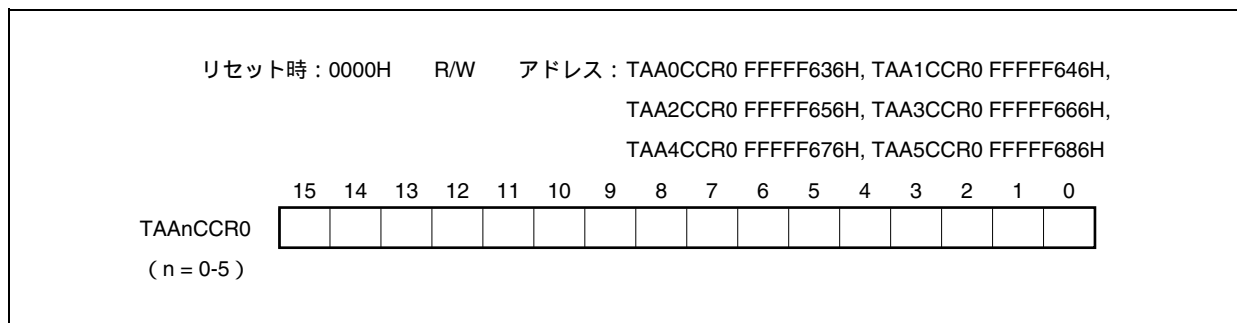 リセット時：0000H R/W アドレス：TAA0CCR0 FFFFF636H, TAA1CCR0 FFFFF646H,
TAA2CCR0 FFFFF656H, TAA3CCR0 FFFFF666H,
TAA4CCR0 FFFFF676H, TAA5CCR0 FFFFF686H
15 14 13 12 11 10 9 8 7 6 5 4 3 2 1 0
TAAnCCR0
（n = 0-5）